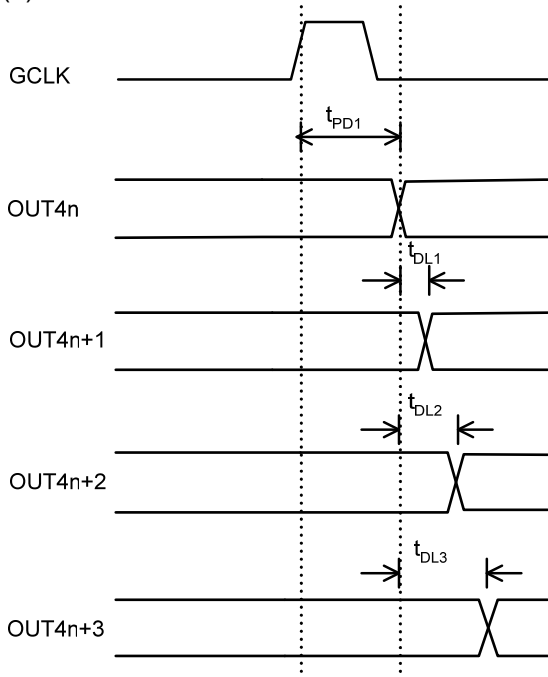 GCLK
tPD1
OUT4n
tDL1
OUT4n+1
tDL2
OUT4n+2
tDL3
OUT4n+3